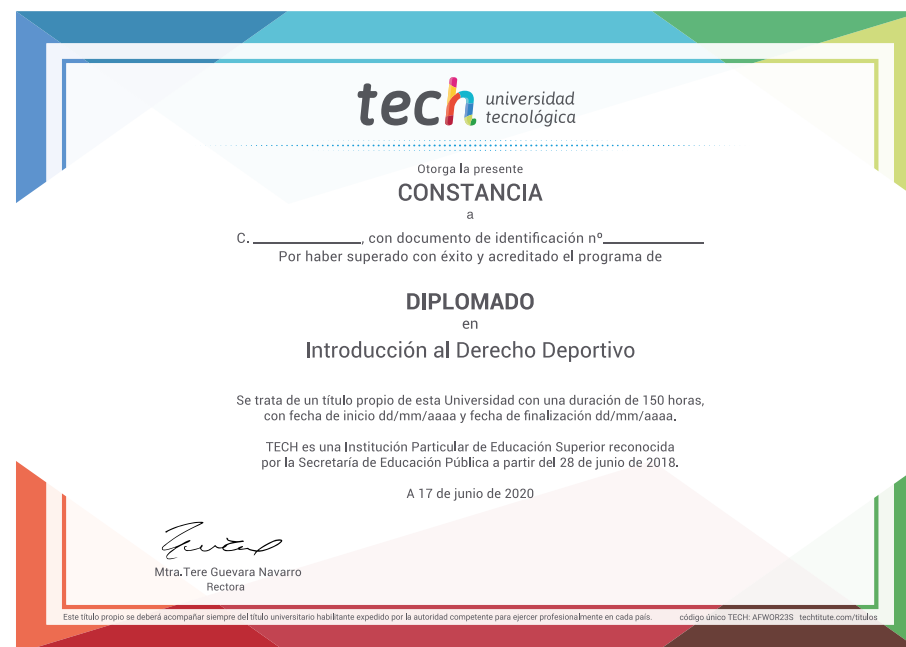 tech universidad
tecnológica
Otorga la presente
CONSTANCIA
a
C. ____________, con documento de identificación nº____________
Por haber superado con éxito y acreditado el programa de
DIPLOMADO
en
Introducción al Derecho Deportivo
Se trata de un título propio de esta Universidad con una duración de 150 horas,
con fecha de inicio dd/mm/aaaa y fecha de finalización dd/mm/aaaa.
TECH es una Institución Particular de Educación Superior reconocida
por la Secretaría de Educación Pública a partir del 28 de junio de 2018.
A 17 de junio de 2020
Mtra.Tere Guevara Navarro
Rectora
Este título propio se deberá acompañar siempre del título universitario habilitante expedido por la autoridad competente para ejercer profesionalmente en cada país. código único TECH: AFWOR23S techtitute.com/titulos